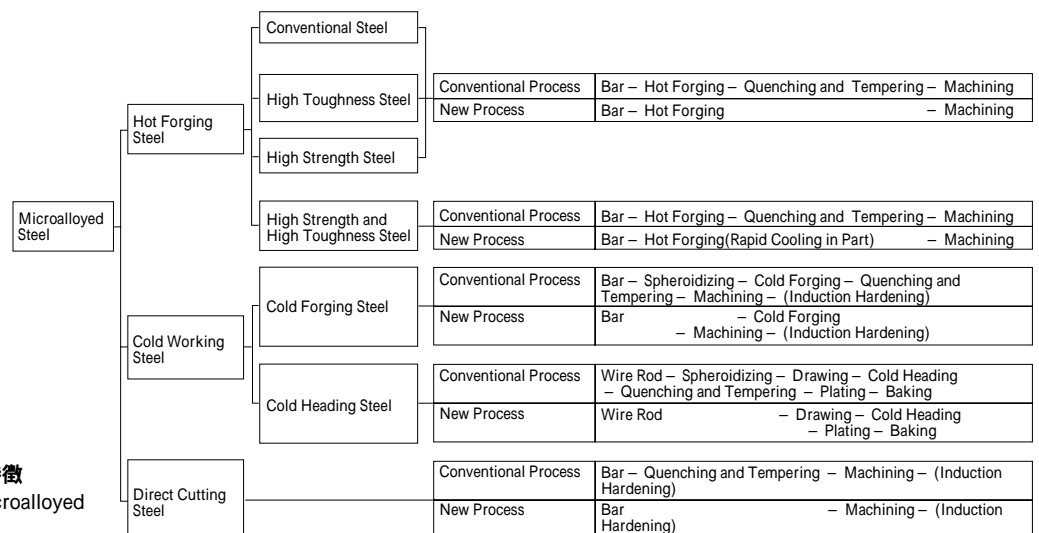 Conventional Steel
High Toughness Steel
Conventional Process
Bar – Hot Forging – Quenching and Tempering – Machining
New Process
Bar – Hot Forging – Machining
Hot Forging
Steel
High Strength Steel
Microalloyed
Steel
High Strength and
High Toughness Steel
Conventional Process
Bar – Hot Forging – Quenching and Tempering – Machining
New Process
Bar – Hot Forging(Rapid Cooling in Part) – Machining
Cold Forging Steel
Conventional Process
Bar – Spheroidizing – Cold Forging – Quenching and
Tempering – Machining – (Induction Hardening)
New Process
Bar – Cold Forging
– Machining – (Induction Hardening)
Cold Working
Steel
Cold Heading Steel
Conventional Process
Wire Rod – Spheroidizing – Drawing – Cold Heading
– Quenching and Tempering – Plating – Baking
New Process
Wire Rod – Drawing – Cold Heading
– Plating – Baking
徴
croalloyed
Direct Cutting
Steel
Conventional Process
Bar – Quenching and Tempering – Machining – (Induction
Hardening)
New Process
Bar – Machining – (Induction
Hardening)